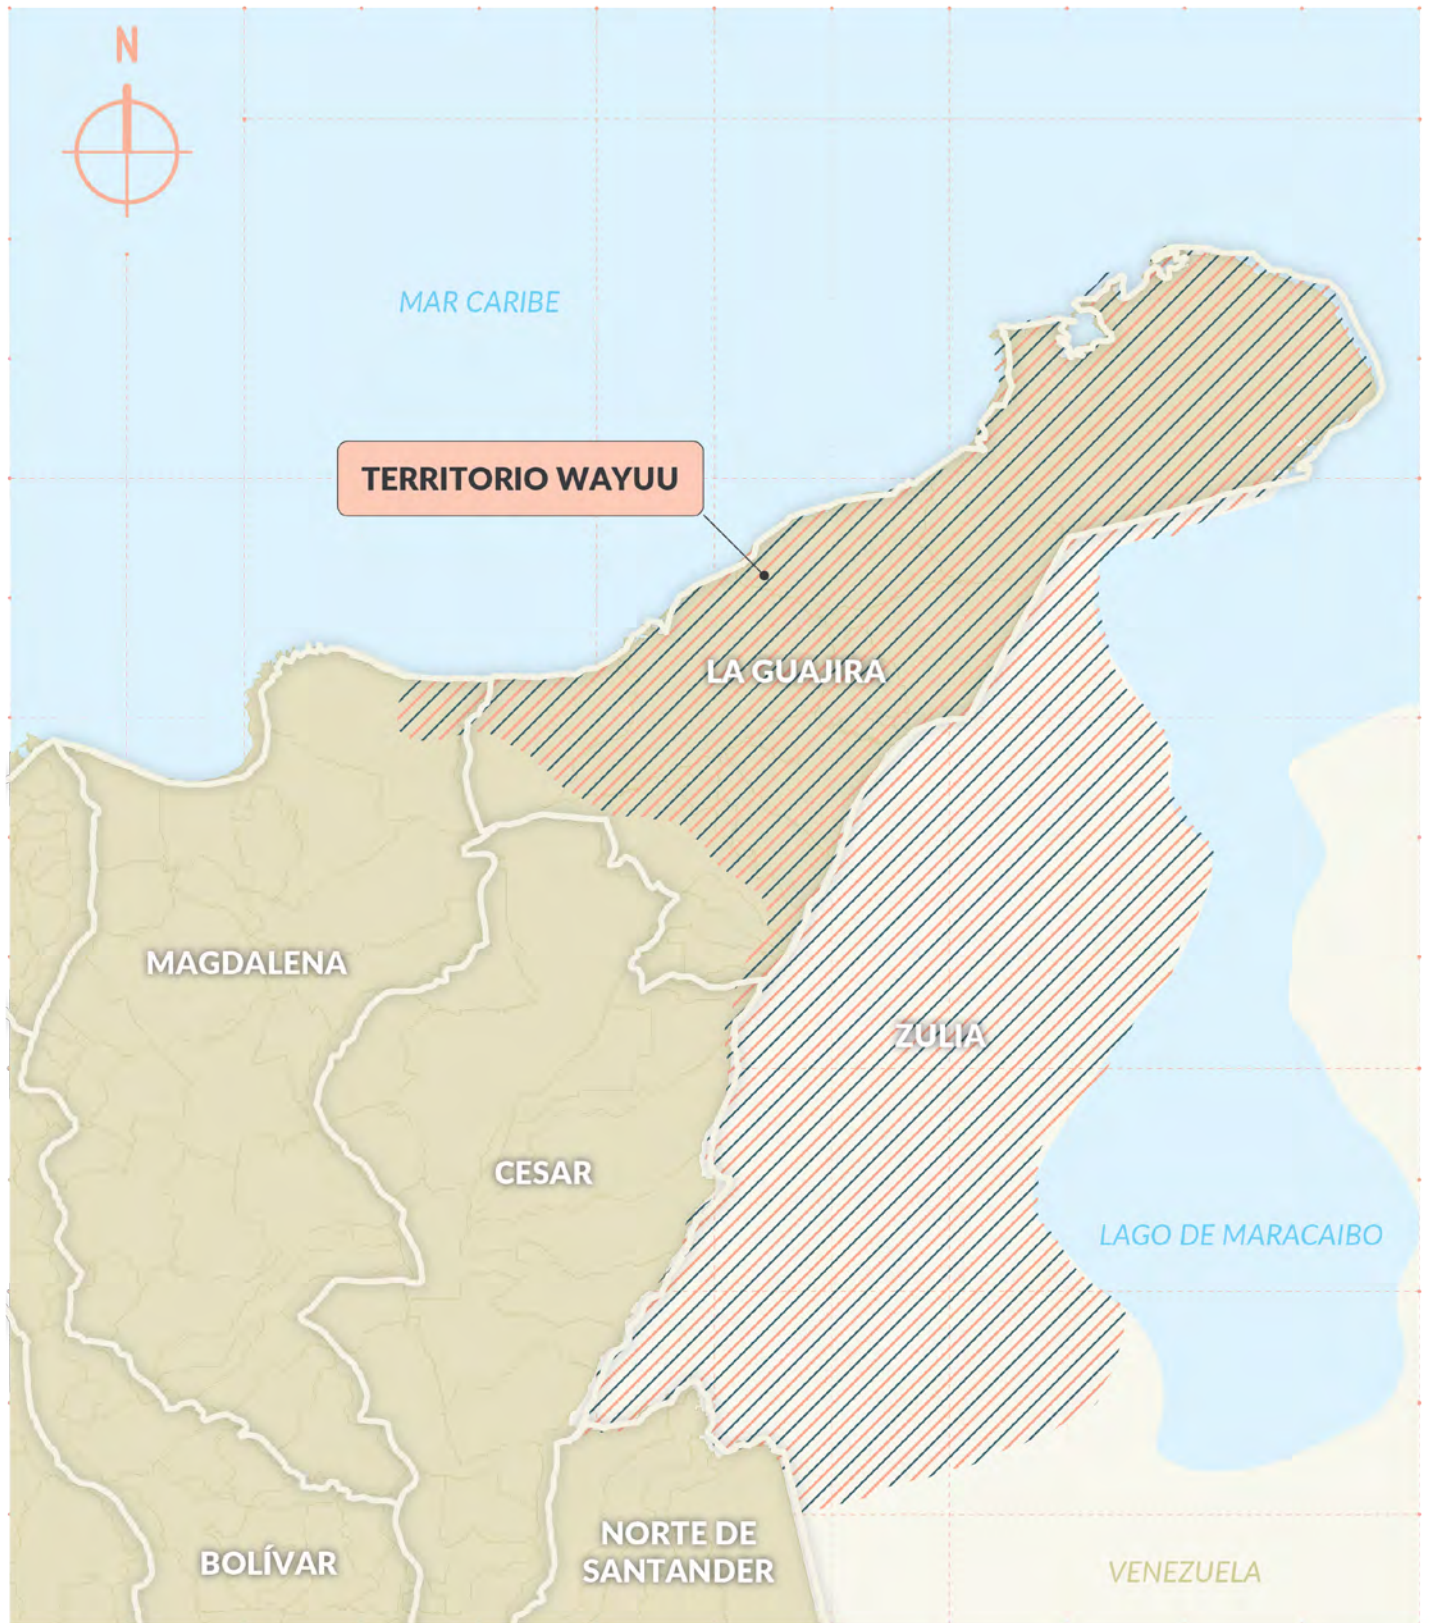 N
MAR CARIBE
TERRITORIO WAYUU
LA GUAJIRA
MAGDALENA
ZULIA
CESAR
LAGO DE MARACAIBO
NORTE DE
SANTANDER
BOLÍVAR
VENEZUELA